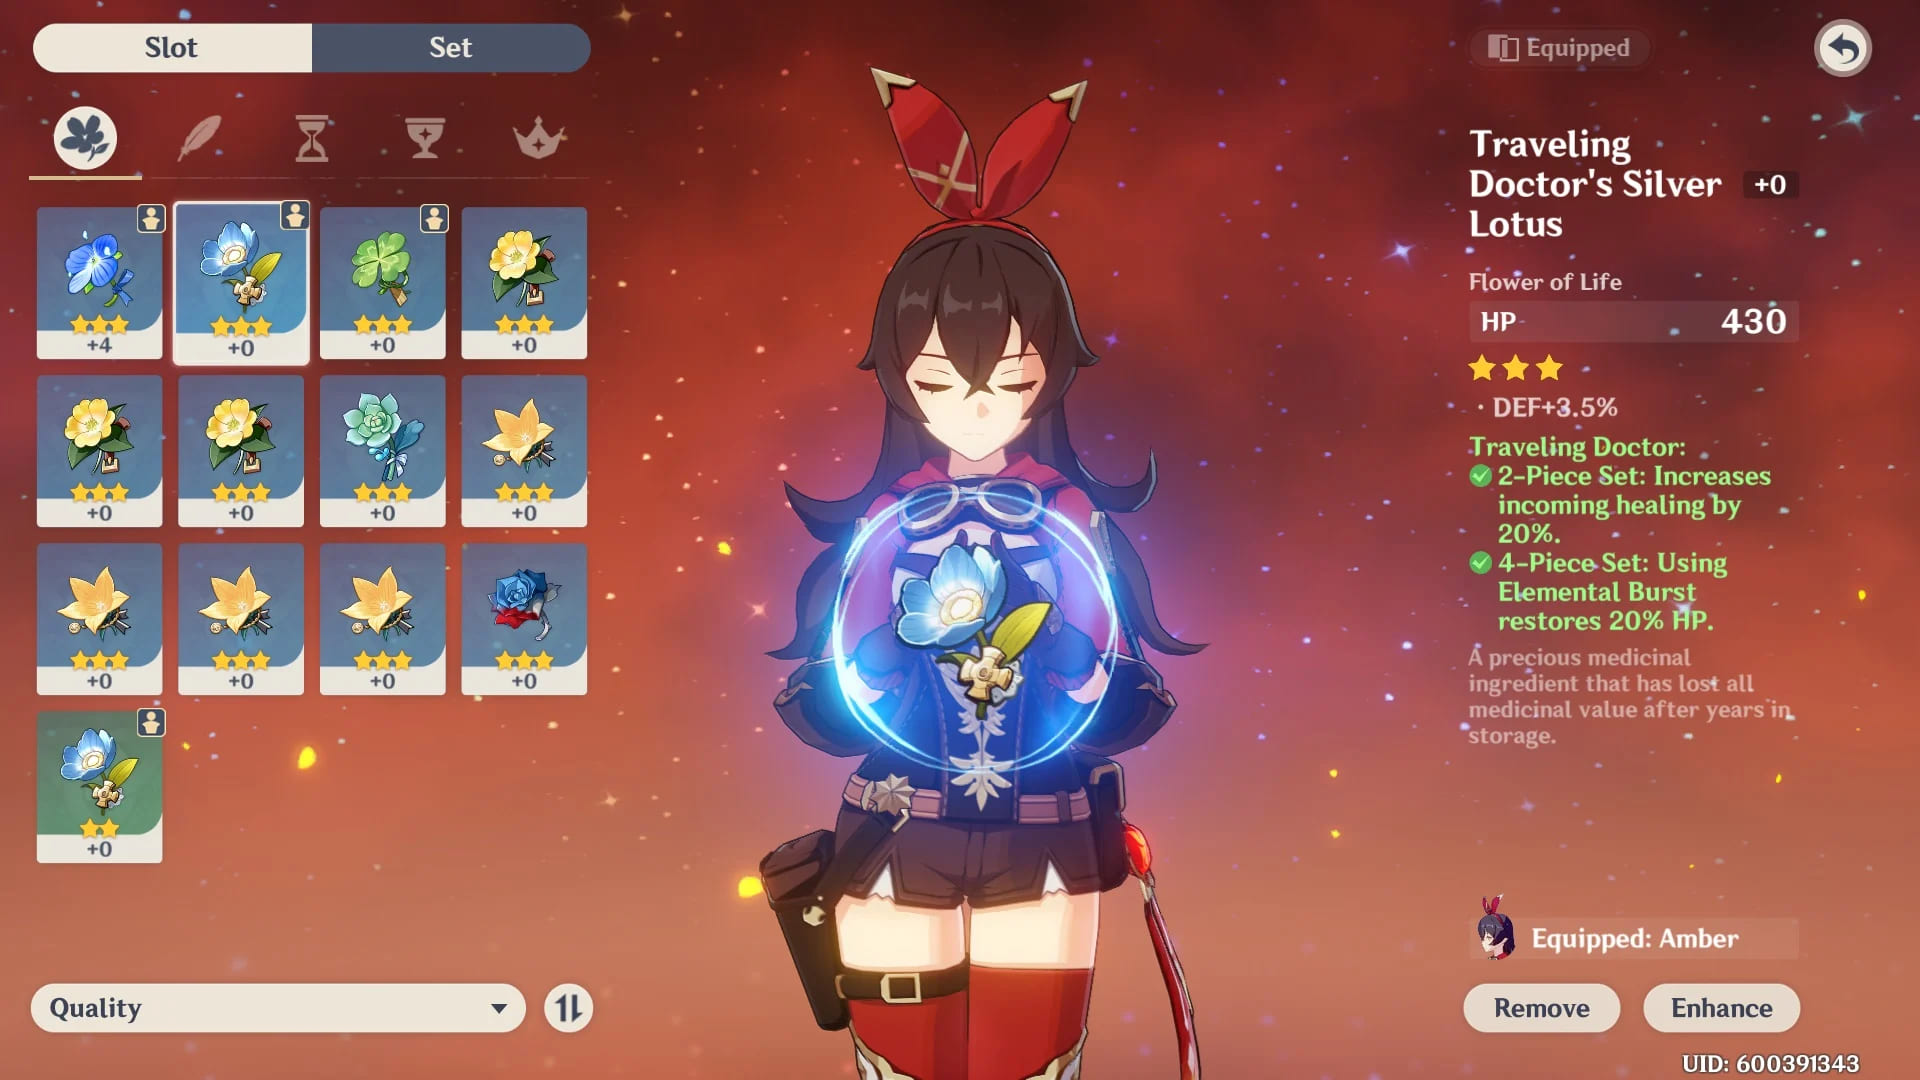 Slot
Set
Equipped
Traveling
Doctor's Silver
Lotus
+0
Flower of Life
HP
430
· DEF+3.5%
Traveling Doctor:
2-Piece Set: Increases
incoming healing by
20%.
4-Piece Set: Using
Elemental Burst
restores 20% HP.
A precious medicinal
ingredient that has lost all
medicinal value after years in
storage.
+4
+0
+0
+0
+0
+0
+0
+0
+0
+0
+0
+0
+0
Quality
Equipped: Amber
Remove
Enhance
UID: 600391343